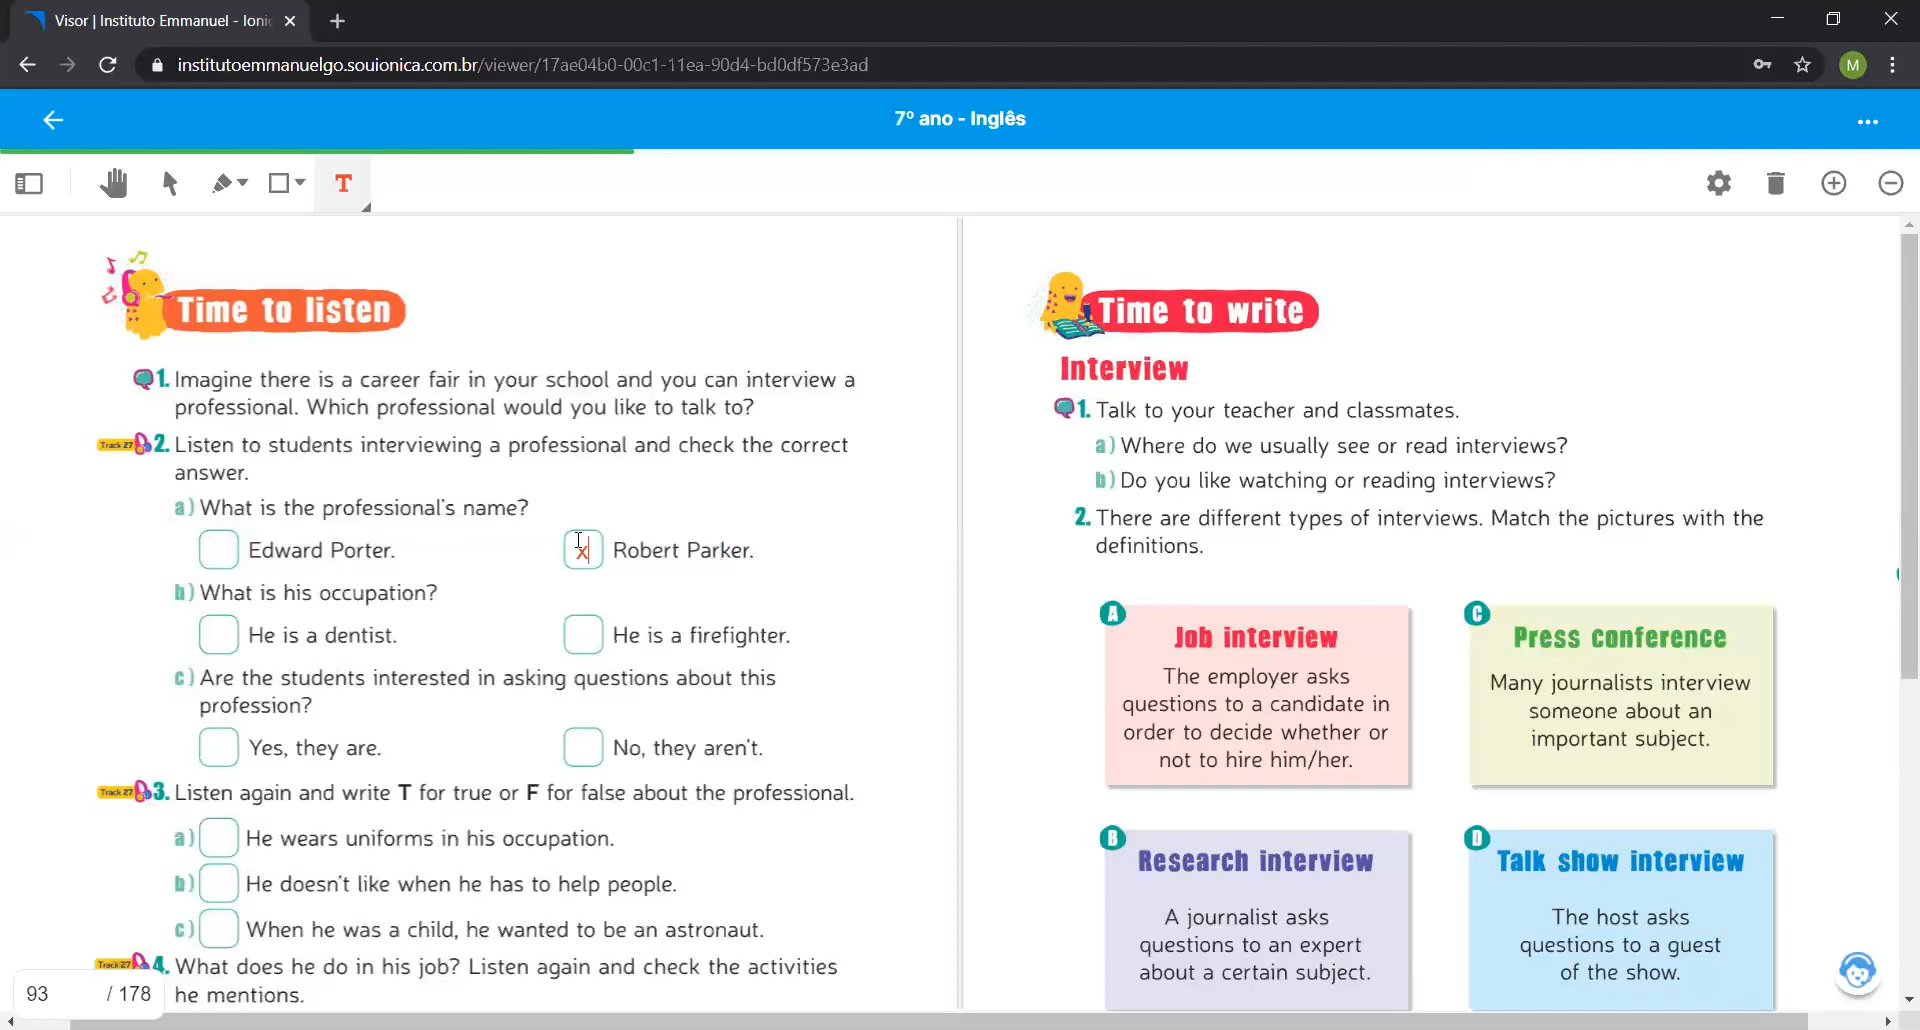 Visor | Instituto Emmanuel - Ioni
institutoemmanuelgo.souionica.com.br/viewer/17ae04b0-00c1-11ea-90d4-bd0df573e3ad
M
7º ano - Inglês
T
Time to listen
1. Imagine there is a career fair in your school and you can interview a
professional. Which professional would you like to talk to?
Track 27 2. Listen to students interviewing a professional and check the correct
answer.
a) What is the professional's name?
Edward Porter.
x Robert Parker.
b) What is his occupation?
He is a dentist.
He is a firefighter.
c) Are the students interested in asking questions about this
profession?
Yes, they are.
No, they aren't.
Track 27 3. Listen again and write T for true or F for false about the professional.
a) He wears uniforms in his occupation.
b) He doesn't like when he has to help people.
c) When he was a child, he wanted to be an astronaut.
Track 27 4. What does he do in his job? Listen again and check the activities
he mentions.
93 / 178
Time to write
Interview
1. Talk to your teacher and classmates.
a) Where do we usually see or read interviews?
b) Do you like watching or reading interviews?
2. There are different types of interviews. Match the pictures with the
definitions.
A
Job interview
The employer asks
questions to a candidate in
order to decide whether or
not to hire him/her.
C
Press conference
Many journalists interview
someone about an
important subject.
B
Research interview
A journalist asks
questions to an expert
about a certain subject.
D
Talk show interview
The host asks
questions to a guest
of the show.